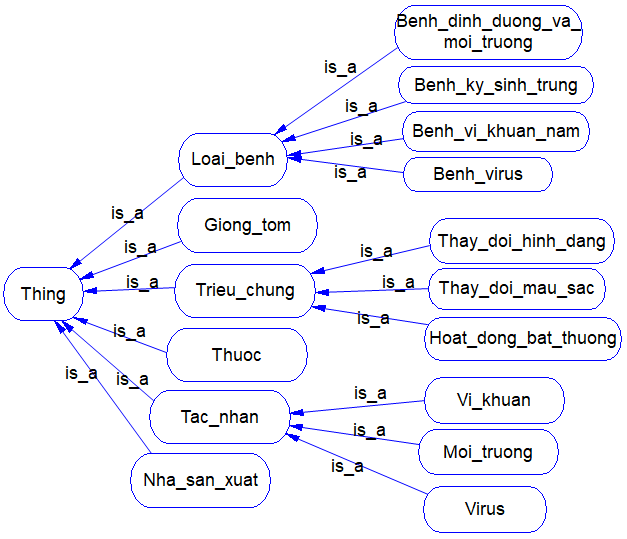 Benh_dinh_duong_va_
moi_truong
is_a
Benh_ky_sinh_trung
is_a
Benh_vi_khuan_nam
is_a
Loai_benh
Benh_virus
is_a
is_a
Giong_tom
is_a
Thay_doi_hinh_dang
is_a
Thing
is_a
Trieu_chung
is_a
Thay_doi_mau_sac
is_a
Hoat_dong_bat_thuong
is_a
Thuoc
is_a
is_a
is_a
Vi_khuan
Tac_nhan
is_a
Moi_truong
is_a
Nha_san_xuat
Virus